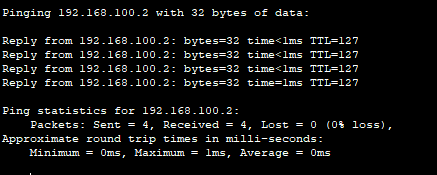 Pinging 192.168.100.2 with 32 bytes of data:
Reply from 192.168.100.2: bytes=32 time<1ms TTL=127
Reply from 192.168.100.2: bytes=32 time<1ms TTL=127
Reply from 192.168.100.2: bytes=32 time<1ms TTL=127
Reply from 192.168.100.2: bytes=32 time=1ms TTL=127
Ping statistics for 192.168.100.2:
Packets: Sent = 4, Received = 4, Lost = 0 (0% loss),
Approximate round trip times in milli-seconds:
Minimum = 0ms, Maximum = 1ms, Average = 0ms